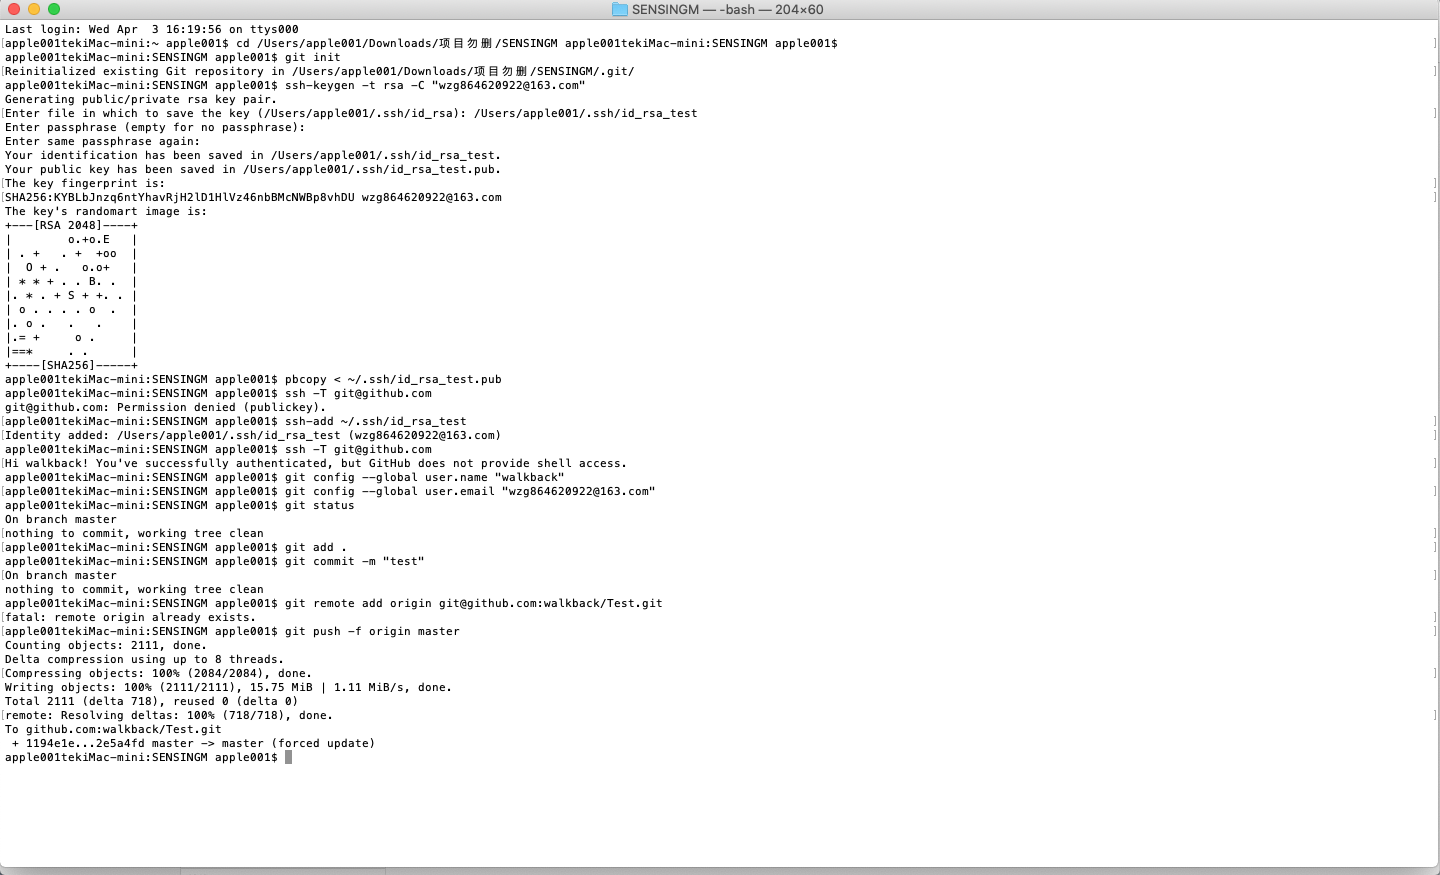 SENSINGM — -bash — 204×60
Last login: Wed Apr  3 16:19:56 on ttys000
[apple001tekiMac-mini:~ apple001$ cd /Users/apple001/Downloads/项目勿删/SENSINGM apple001tekiMac-mini:SENSINGM apple001$ ]
apple001tekiMac-mini:SENSINGM apple001$ git init
[Reinitialized existing Git repository in /Users/apple001/Downloads/项目勿删/SENSINGM/.git/ ]
apple001tekiMac-mini:SENSINGM apple001$ ssh-keygen -t rsa -C "wzg864620922@163.com"
Generating public/private rsa key pair.
[Enter file in which to save the key (/Users/apple001/.ssh/id_rsa): /Users/apple001/.ssh/id_rsa_test ]
Enter passphrase (empty for no passphrase):
Enter same passphrase again:
Your identification has been saved in /Users/apple001/.ssh/id_rsa_test.
Your public key has been saved in /Users/apple001/.ssh/id_rsa_test.pub.
[The key fingerprint is: ]
[SHA256:KYBLbJnzq6ntYhavRjH2lD1HlVz46nbBMcNWBp8vhDU wzg864620922@163.com ]
The key's randomart image is:
+---[RSA 2048]----+
|        o.+o.E   |
| . +   . +  +oo  |
|  O + .   o.o+   |
| * * + . . B. .  |
|. * . + S + +. . |
| o . . . . o  .  |
|. o .   .   .    |
|.= +     o .     |
|==*     . .      |
+----[SHA256]-----+
apple001tekiMac-mini:SENSINGM apple001$ pbcopy < ~/.ssh/id_rsa_test.pub
apple001tekiMac-mini:SENSINGM apple001$ ssh -T git@github.com
git@github.com: Permission denied (publickey).
[apple001tekiMac-mini:SENSINGM apple001$ ssh-add ~/.ssh/id_rsa_test ]
[Identity added: /Users/apple001/.ssh/id_rsa_test (wzg864620922@163.com) ]
apple001tekiMac-mini:SENSINGM apple001$ ssh -T git@github.com
[Hi walkback! You've successfully authenticated, but GitHub does not provide shell access. ]
apple001tekiMac-mini:SENSINGM apple001$ git config --global user.name "walkback"
[apple001tekiMac-mini:SENSINGM apple001$ git config --global user.email "wzg864620922@163.com" ]
apple001tekiMac-mini:SENSINGM apple001$ git status
On branch master
[nothing to commit, working tree clean ]
[apple001tekiMac-mini:SENSINGM apple001$ git add . ]
apple001tekiMac-mini:SENSINGM apple001$ git commit -m "test"
[On branch master ]
nothing to commit, working tree clean
apple001tekiMac-mini:SENSINGM apple001$ git remote add origin git@github.com:walkback/Test.git
[fatal: remote origin already exists. ]
[apple001tekiMac-mini:SENSINGM apple001$ git push -f origin master ]
Counting objects: 2111, done.
Delta compression using up to 8 threads.
[Compressing objects: 100% (2084/2084), done. ]
Writing objects: 100% (2111/2111), 15.75 MiB | 1.11 MiB/s, done.
Total 2111 (delta 718), reused 0 (delta 0)
[remote: Resolving deltas: 100% (718/718), done. ]
To github.com:walkback/Test.git
 + 1194e1e...2e5a4fd master -> master (forced update)
apple001tekiMac-mini:SENSINGM apple001$